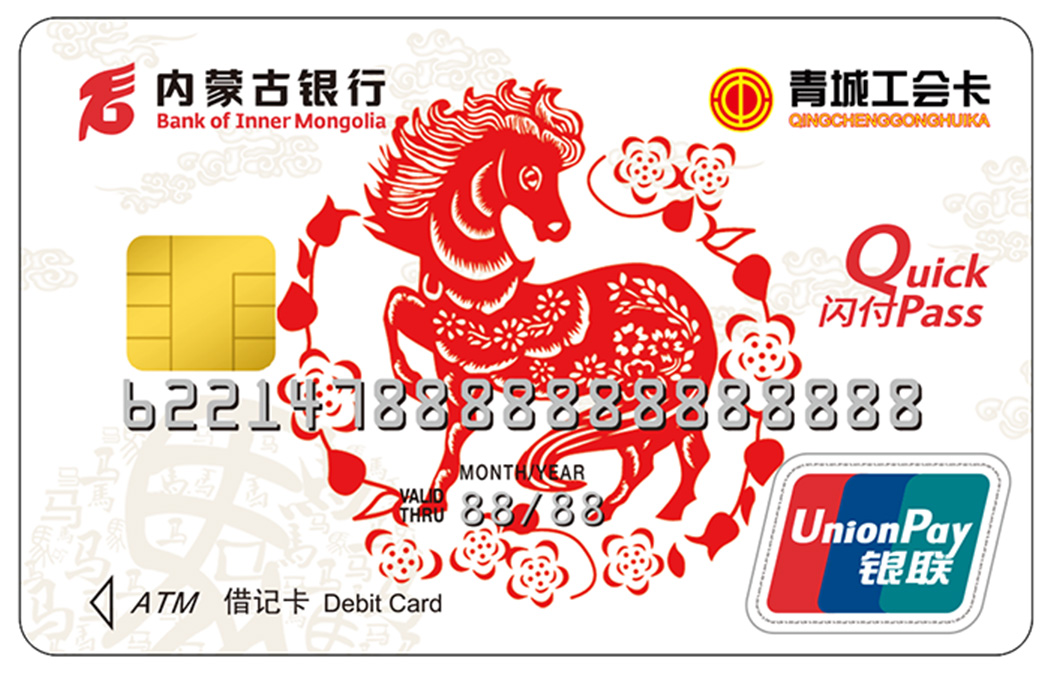 内蒙古银行
Bank of Inner Mongolia
青城工会卡
QINGCHENGGONGHUIKA
Quick
闪付Pass
6221478888888888888
MONTH/YEAR
VALID
THRU 88/88
UnionPay
银联
ATM 借记卡 Debit Card